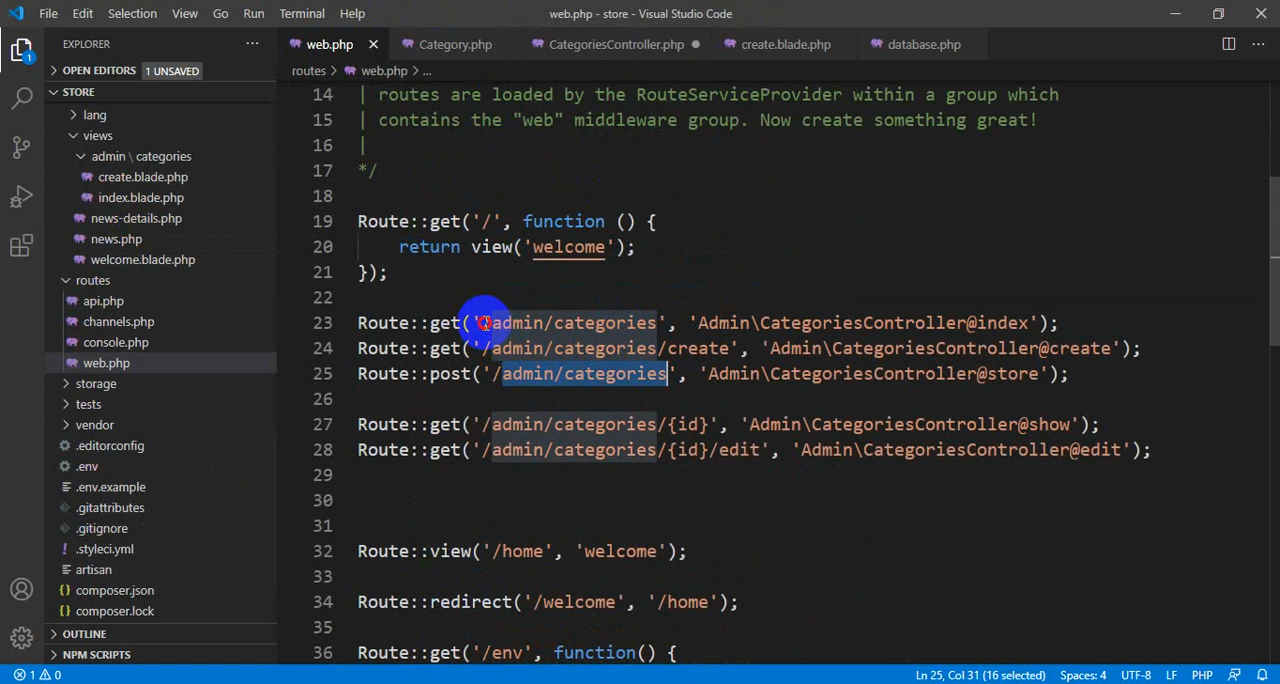 File Edit Selection View Go Run Terminal Help
web.php - store - Visual Studio Code
EXPLORER
web.php
Category.php
CategoriesController.php
create.blade.php
database.php
OPEN EDITORS 1 UNSAVED
STORE
lang
views
admin \ categories
create.blade.php
index.blade.php
news-details.php
news.php
welcome.blade.php
routes
api.php
channels.php
console.php
web.php
storage
tests
vendor
.editorconfig
.env
.env.example
.gitattributes
.gitignore
.styleci.yml
artisan
composer.json
composer.lock
OUTLINE
NPM SCRIPTS
routes > web.php > ...
14 | routes are loaded by the RouteServiceProvider within a group which
15 | contains the "web" middleware group. Now create something great!
16 |
17 */
18
19 Route::get('/', function () {
20 return view('welcome');
21 });
22
23 Route::get('/admin/categories', 'Admin\CategoriesController@index');
24 Route::get('/admin/categories/create', 'Admin\CategoriesController@create');
25 Route::post('/admin/categories', 'Admin\CategoriesController@store');
26
27 Route::get('/admin/categories/{id}', 'Admin\CategoriesController@show');
28 Route::get('/admin/categories/{id}/edit', 'Admin\CategoriesController@edit');
29
30
31
32 Route::view('/home', 'welcome');
33
34 Route::redirect('/welcome', '/home');
35
36 Route::get('/env', function() {
1 0
Ln 25, Col 31 (16 selected) Spaces: 4 UTF-8 LF PHP